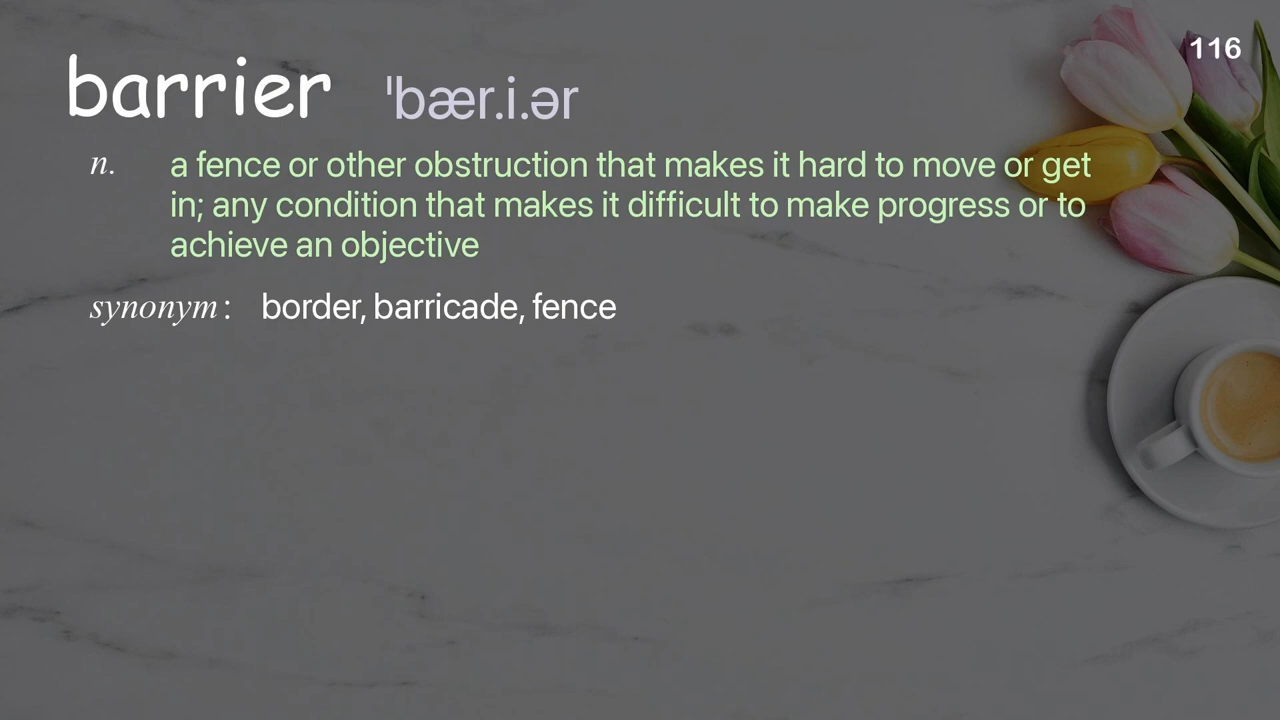 116
barrier ˈbær.i.ər
n. a fence or other obstruction that makes it hard to move or get
in; any condition that makes it difficult to make progress or to
achieve an objective
synonym: border, barricade, fence